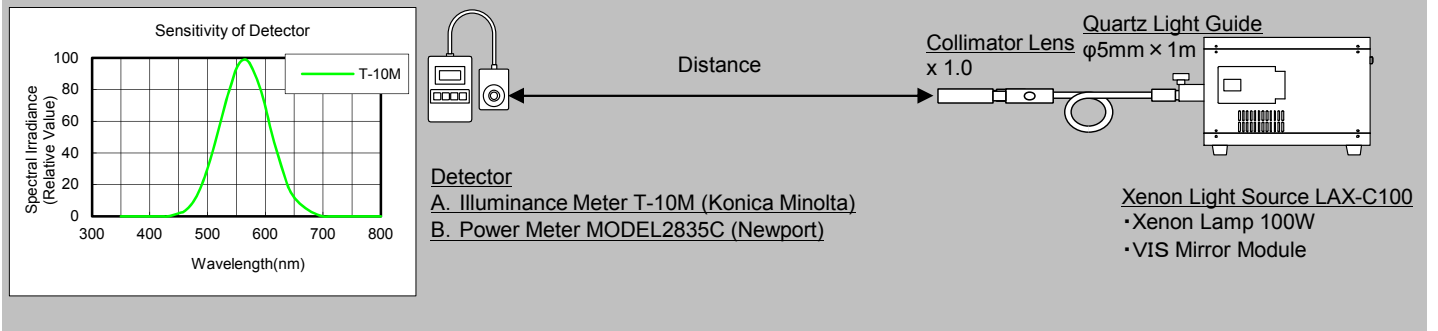 Sensitivity of Detector
Spectral Irradiance
(Relative Value)
100
80
60
40
20
0
300 400 500 600 700 800
Wavelength(nm)
T-10M
Distance
Collimator Lens
x 1.0
Quartz Light Guide
φ5mm×1m
Detector
A. Illuminance Meter T-10M (Konica Minolta)
B. Power Meter MODEL2835C (Newport)
Xenon Light Source LAX-C100
・Xenon Lamp 100W
・VIS Mirror Module